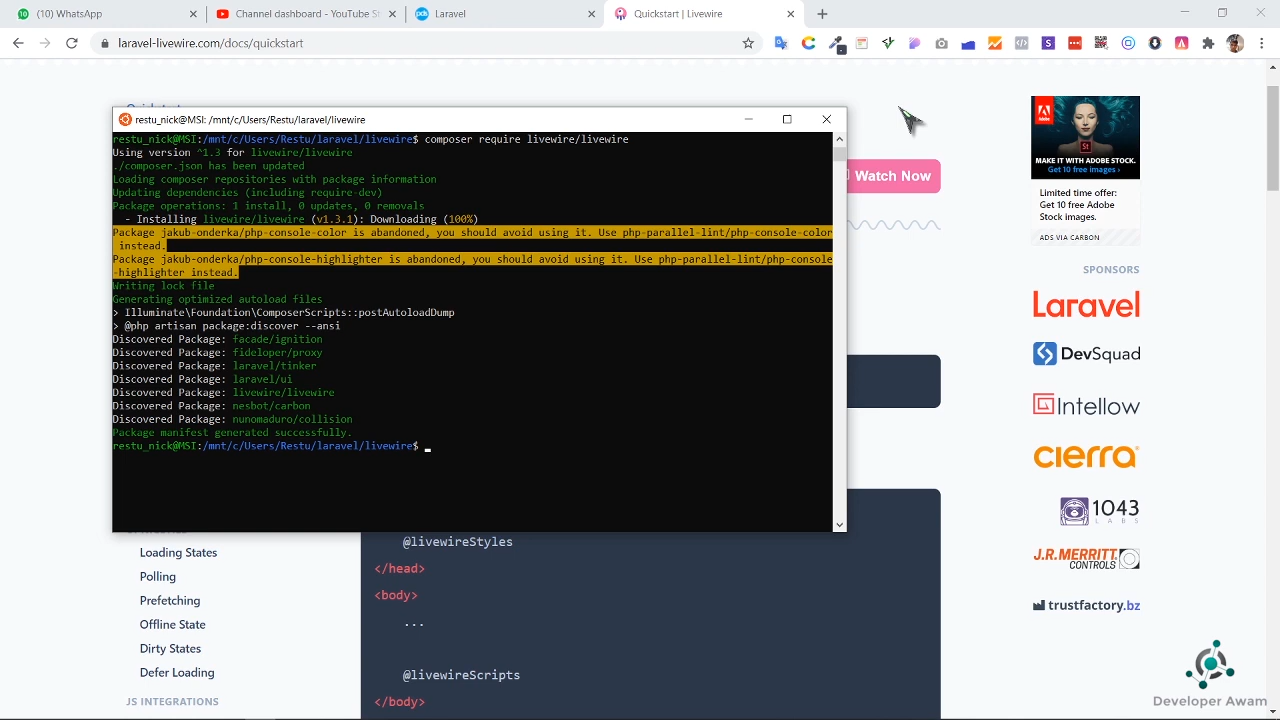 10 WhatsApp
Channel dashboard - YouTube St
Laravel
Quickstart | Livewire
laravel-livewire.com/docs/quickstart
restu_nick@MSI: /mnt/c/Users/Restu/laravel/l
restu_nick@MSI:/mnt/c/Users/Restu/laravel/livewire$ composer require livewire/livewire
Using version ^1.3 for livewire/livewire
./composer.json has been updated
Loading composer repositories with package information
Updating dependencies (including require-dev)
Package operations: 1 install, 0 updates, 0 removals
- Installing livewire/livewire (v1.3.1): Downloading (100%)
Package jakub-onderka/php-console-color is abandoned, you should avoid using it. Use php-parallel-lint/php-console-color
instead.
Package jakub-onderka/php-console-highlighter is abandoned, you should avoid using it. Use php-parallel-lint/php-console
-highlighter instead.
Writing lock file
Generating optimized autoload files
> Illuminate\Foundation\ComposerScripts::postAutoloadDump
> @php artisan package:discover --ansi
Discovered Package: facade/ignition
Discovered Package: fideloper/proxy
Discovered Package: laravel/tinker
Discovered Package: laravel/ui
Discovered Package: livewire/livewire
Discovered Package: nesbot/carbon
Discovered Package: nunomaduro/collision
Package manifest generated successfully.
restu_nick@MSI:/mnt/c/Users/Restu/laravel/livewire$
Watch Now
MAKE IT WITH ADOBE STOCK.
Get 10 free images ›
Limited time offer:
Get 10 free Adobe
Stock images.
ADS VIA CARBON
SPONSORS
Laravel
DevSquad
Intellow
cierra
1043
LABS
J.R.MERRITT
CONTROLS
trustfactory.bz
Loading States
Polling
Prefetching
Offline State
Dirty States
Defer Loading
JS INTEGRATIONS
@livewireStyles
</head>
<body>
...
@livewireScripts
</body>
Developer Awam